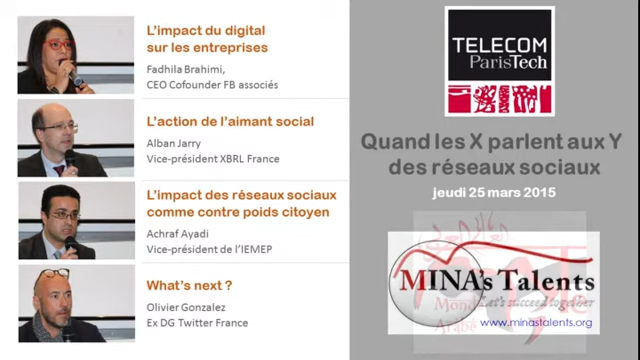 L'impact du digital
sur les entreprises
Fadhila Brahimi,
CEO Cofounder FB associés
L'action de l'aimant social
Alban Jarry
Vice-président XBRL France
L'impact des réseaux sociaux
comme contre poids citoyen
Achraf Ayadi
Vice-président de l'IEMEP
What's next ?
Olivier Gonzalez
Ex DG Twitter France
TELECOM
ParisTech
Quand les X parlent aux Y
des réseaux sociaux
jeudi 25 mars 2015
MINA's Talents
Let's succeed together
www.minastalents.org